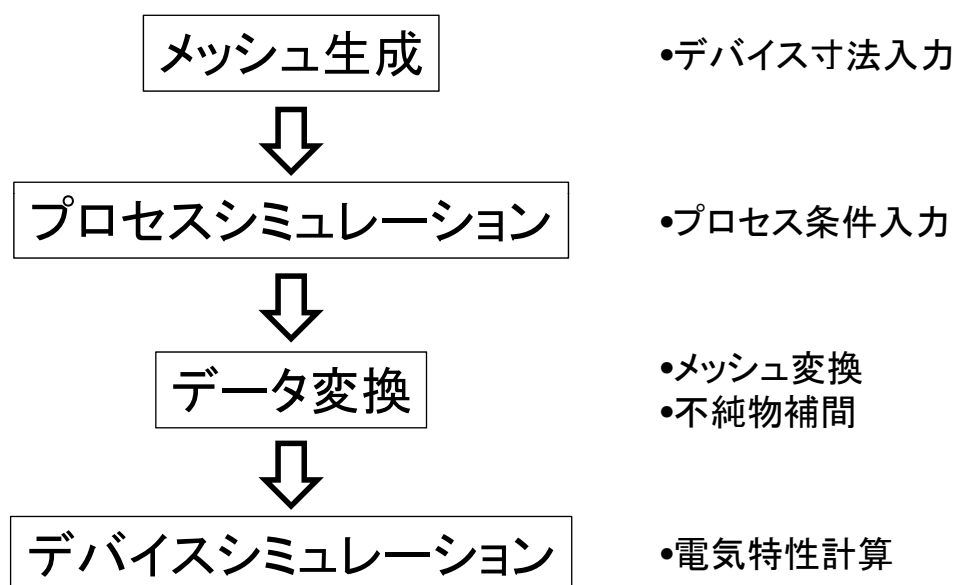 メッシュ生成
•デバイス寸法入力
プロセスシミュレーション
•プロセス条件入力
データ変換
•メッシュ変換
•不純物補間
デバイスシミュレーション
•電気特性計算